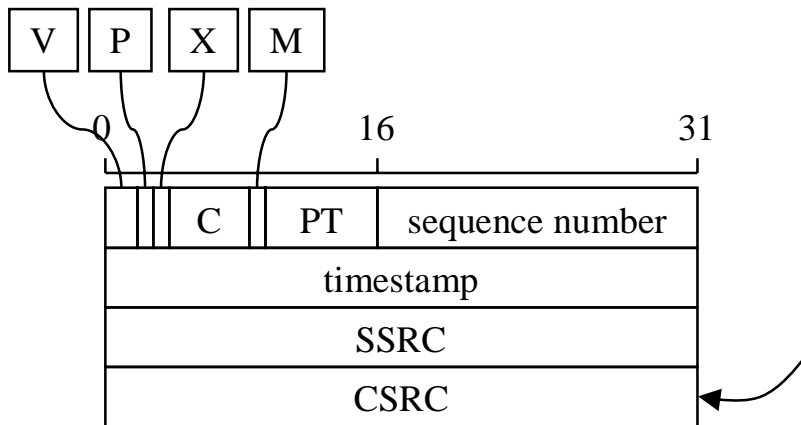 V P X M
0 16 31
C PT sequence number
timestamp
SSRC
CSRC